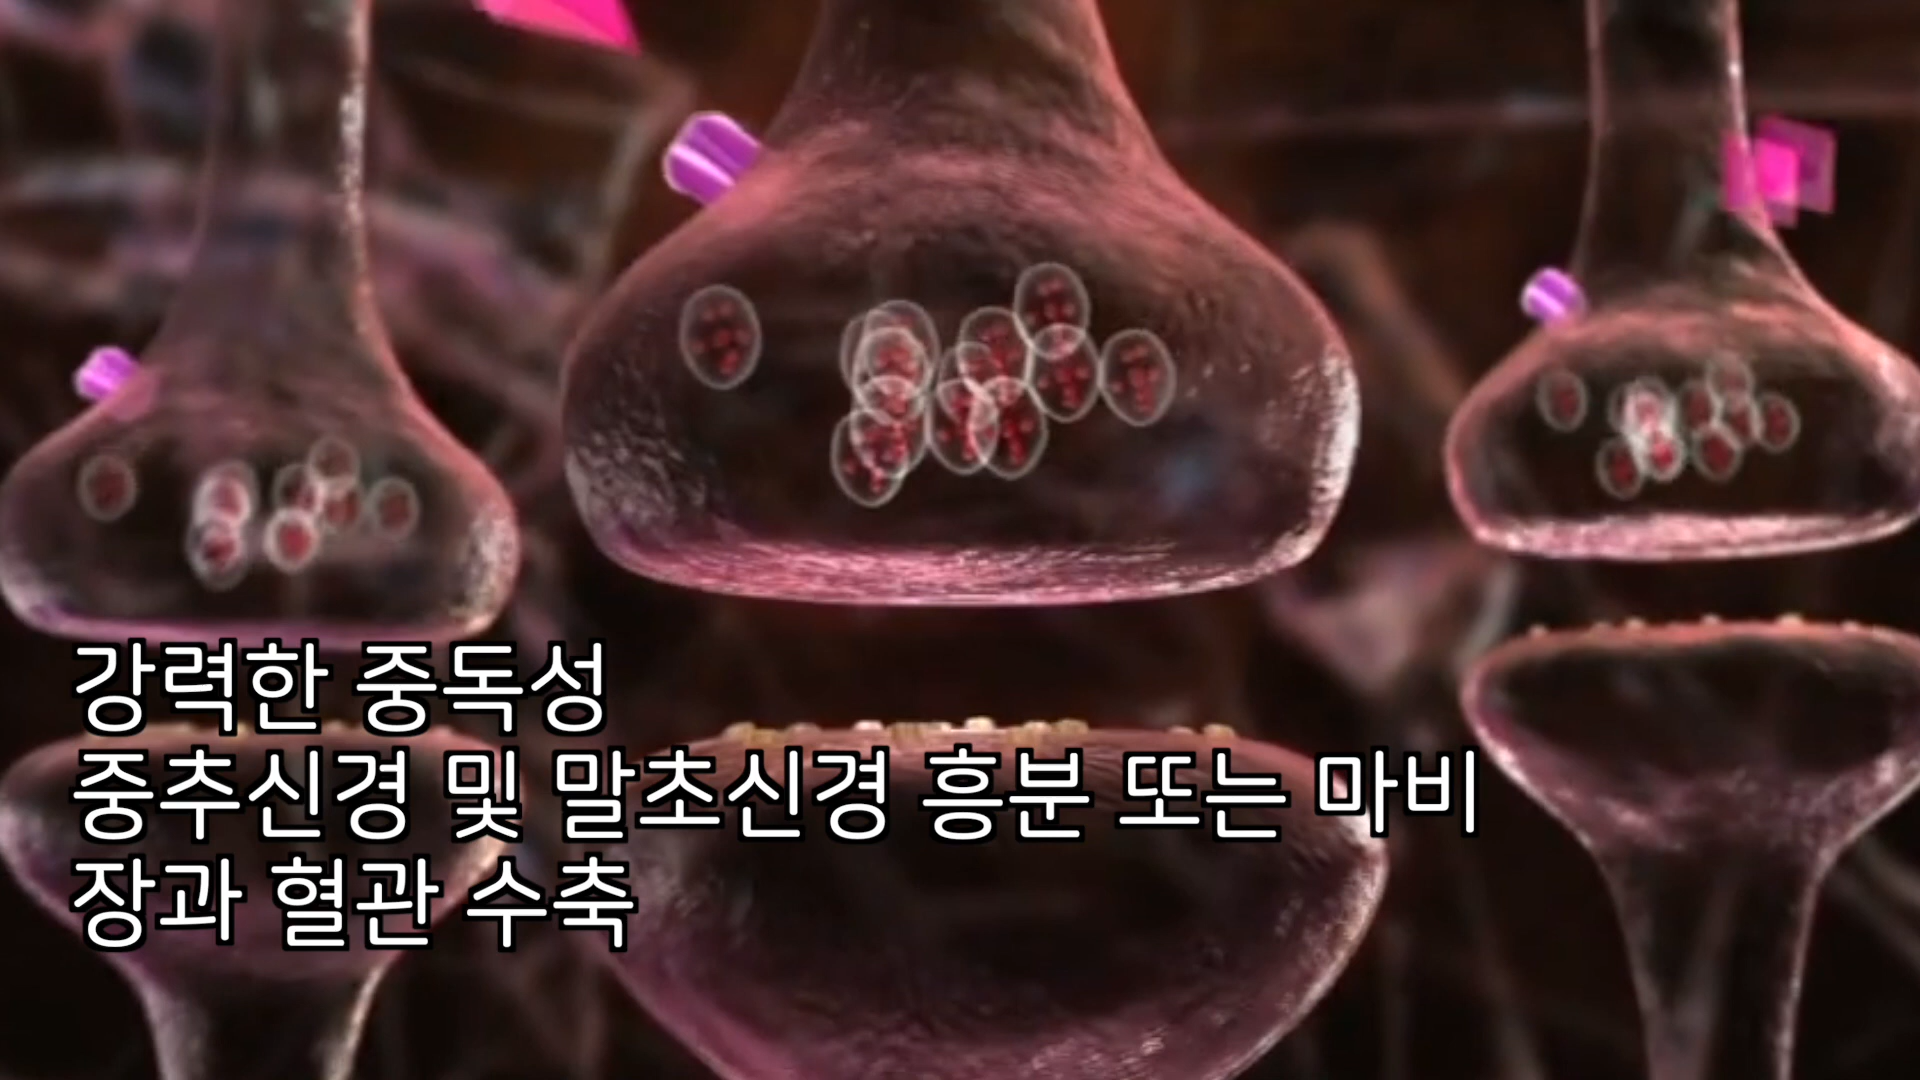 강력한 중독성
중추신경 및 말초신경 흥분 또는 마비
장과 혈관 수축